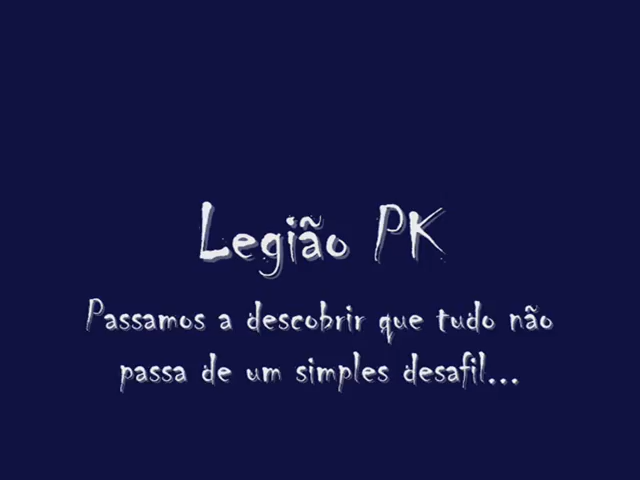 Legião PK
Passamos a descobrir que tudo não
passa de um simples desafil...